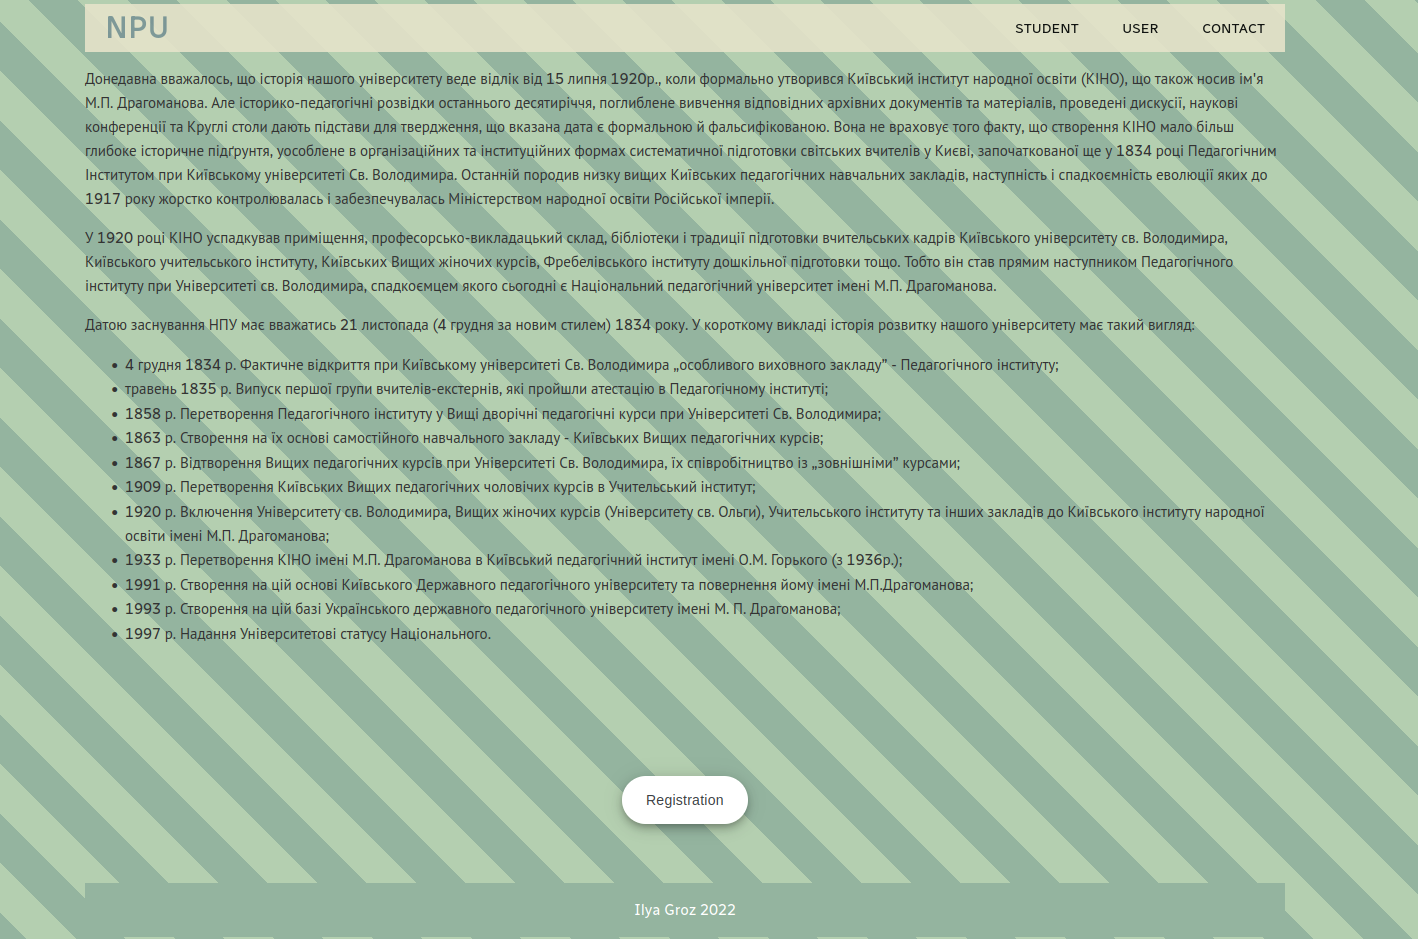 NPU
STUDENT USER CONTACT
Донедавна вважалось, що історія нашого університету веде відлік від 15 липня 1920р., коли формально утворився Київський інститут народної освіти (КІНО), що також носив ім'я
М.П. Драгоманова. Але історико-педагогічні розвідки останнього десятиріччя, поглиблене вивчення відповідних архівних документів та матеріалів, проведені дискусії, наукові
конференції та Круглі столи дають підстави для твердження, що вказана дата є формальною й фальсифікованою. Вона не враховує того факту, що створення КІНО мало більш
глибоке історичне підґрунтя, уособлене в організаційних та інституційних формах систематичної підготовки світських вчителів у Києві, започаткованої ще у 1834 році Педагогічним
Інститутом при Київському університеті Св. Володимира. Останній породив низку вищих Київських педагогічних навчальних закладів, наступність і спадкоємність еволюції яких до
1917 року жорстко контролювалась і забезпечувалась Міністерством народної освіти Російської імперії.
У 1920 році КІНО успадкував приміщення, професорсько-викладацький склад, бібліотеки і традиції підготовки вчительських кадрів Київського університету св. Володимира,
Київського учительського інституту, Київських Вищих жіночих курсів, Фребелівського інституту дошкільної підготовки тощо. Тобто він став прямим наступником Педагогічного
інституту при Університеті св. Володимира, спадкоємцем якого сьогодні є Національний педагогічний університет імені М.П. Драгоманова.
Датою заснування НПУ має вважатись 21 листопада (4 грудня за новим стилем) 1834 року. У короткому викладі історія розвитку нашого університету має такий вигляд:
• 4 грудня 1834 р. Фактичне відкриття при Київському університеті Св. Володимира „особливого виховного закладу” - Педагогічного інституту;
• травень 1835 р. Випуск першої групи вчителів-екстернів, які пройшли атестацію в Педагогічному інституті;
• 1858 р. Перетворення Педагогічного інституту у Вищі дворічні педагогічні курси при Університеті Св. Володимира;
• 1863 р. Створення на їх основі самостійного навчального закладу - Київських Вищих педагогічних курсів;
• 1867 р. Відтворення Вищих педагогічних курсів при Університеті Св. Володимира, їх співробітництво із „зовнішніми” курсами;
• 1909 р. Перетворення Київських Вищих педагогічних чоловічих курсів в Учительський інститут;
• 1920 р. Включення Університету св. Володимира, Вищих жіночих курсів (Університету св. Ольги), Учительського інституту та інших закладів до Київського інституту народної
освіти імені М.П. Драгоманова;
• 1933 р. Перетворення КІНО імені М.П. Драгоманова в Київський педагогічний інститут імені О.М. Горького (з 1936р.);
• 1991 р. Створення на цій основі Київського Державного педагогічного університету та повернення йому імені М.П.Драгоманова;
• 1993 р. Створення на цій базі Українського державного педагогічного університету імені М. П. Драгоманова;
• 1997 р. Надання Університетові статусу Національного.
Registration
Ilya Groz 2022